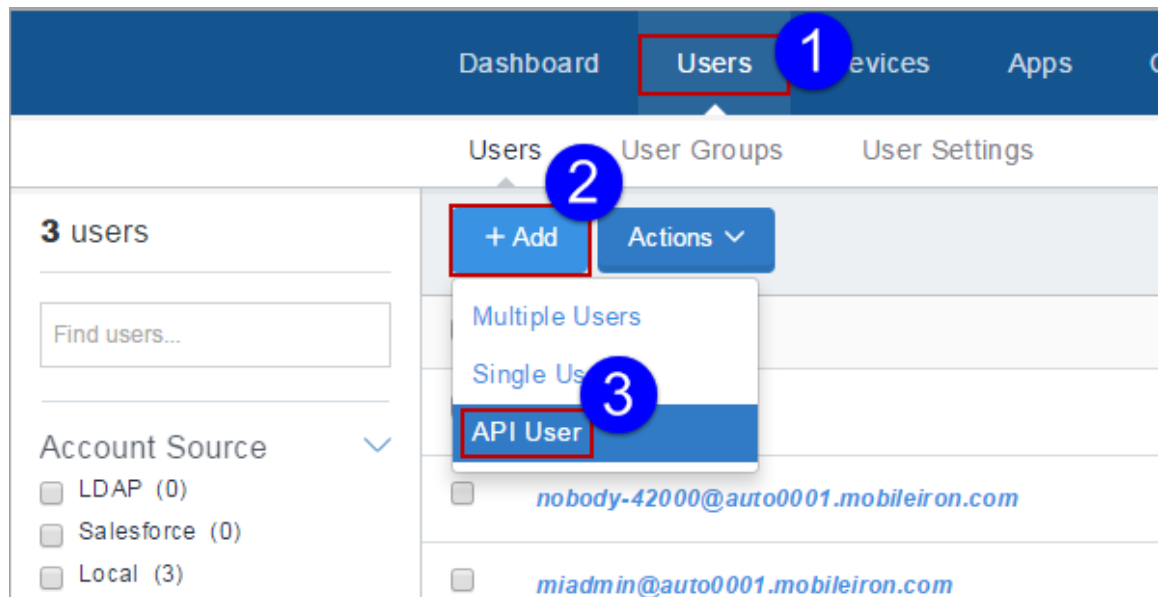 Dashboard Users 1 evices Apps
Users User Groups User Settings
2
3 users
+ Add Actions
Find users...
Multiple Users
Single Us
3
API User
Account Source
LDAP (0)
nobody-42000@auto0001.mobileiron.com
Salesforce (0)
Local (3)
miadmin@auto0001.mobileiron.com